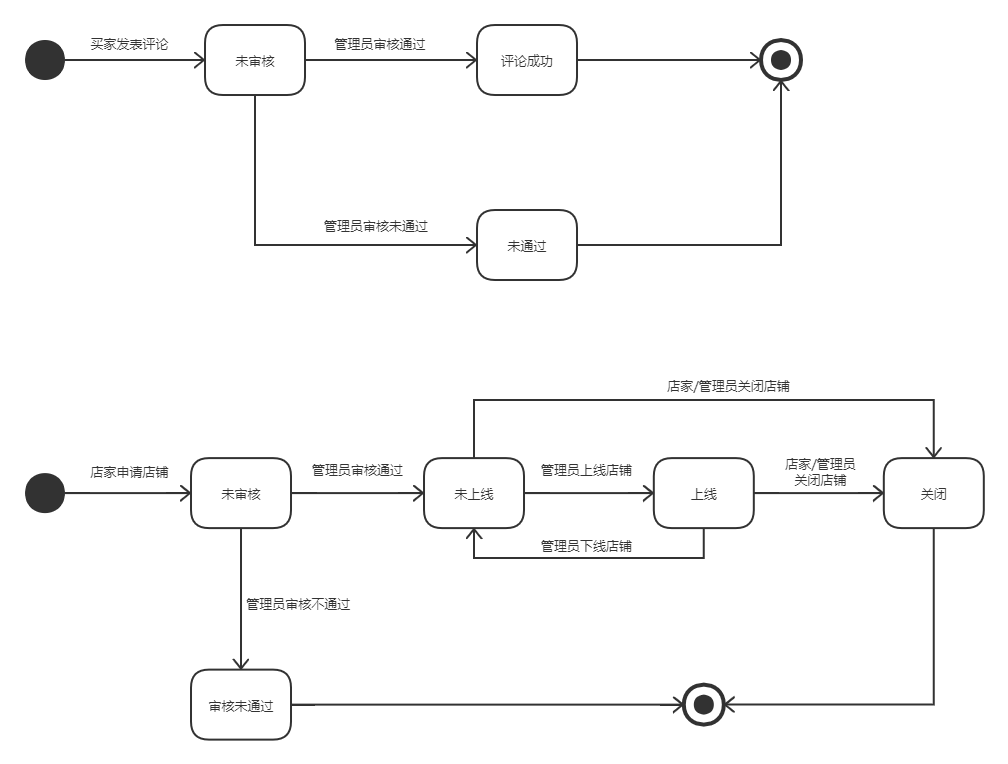 买家发表评论
未审核
管理员审核通过
评论成功
管理员审核未通过
未通过
店家/管理员关闭店铺
店家申请店铺
未审核
管理员审核通过
未上线
管理员上线店铺
上线
店家/管理员
关闭店铺
关闭
管理员下线店铺
管理员审核不通过
审核未通过